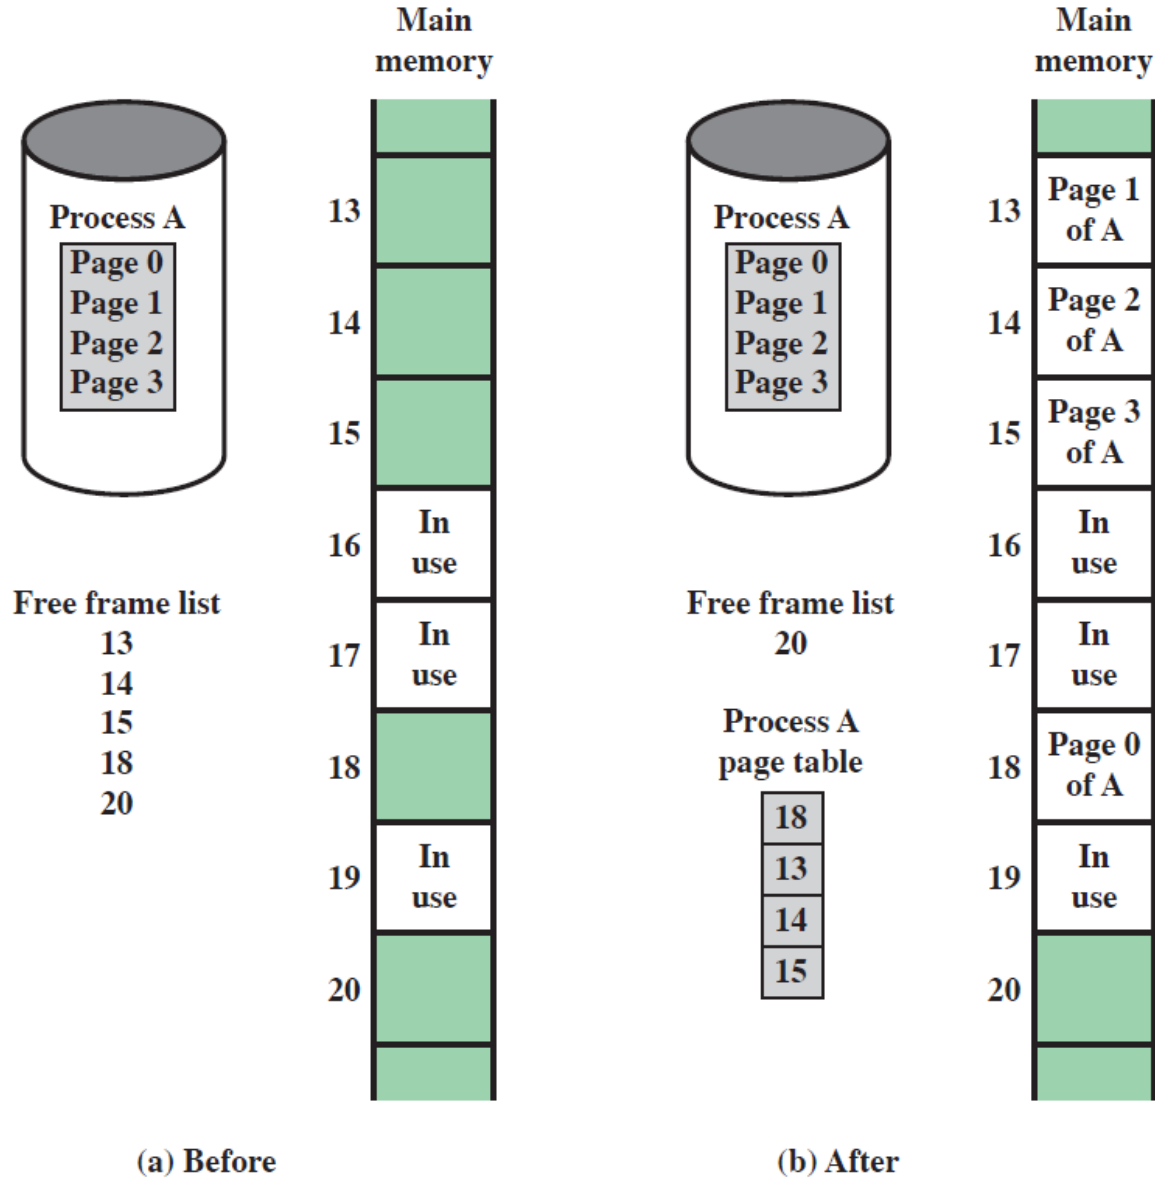 Main
memory
Process A
Page 0
Page 1
Page 2
Page 3
13
14
15
16
In
use
17
In
use
18
19
In
use
20
Free frame list
13
14
15
18
20
(a) Before
Main
memory
Process A
Page 0
Page 1
Page 2
Page 3
13
Page 1
of A
14
Page 2
of A
15
Page 3
of A
16
In
use
17
In
use
18
Page 0
of A
19
In
use
20
Free frame list
20
Process A
page table
18
13
14
15
(b) After